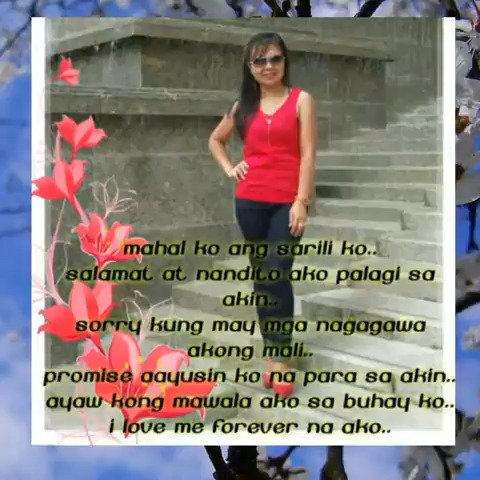 mahal ko ang sarili ko..
salamat at nandito ako palagi sa
akin..
sorry kung may mga nagagawa
akong mali..
promise aayusin ko na para sa akin..
ayaw kong mawala ako sa buhay ko..
i love me forever na ako..